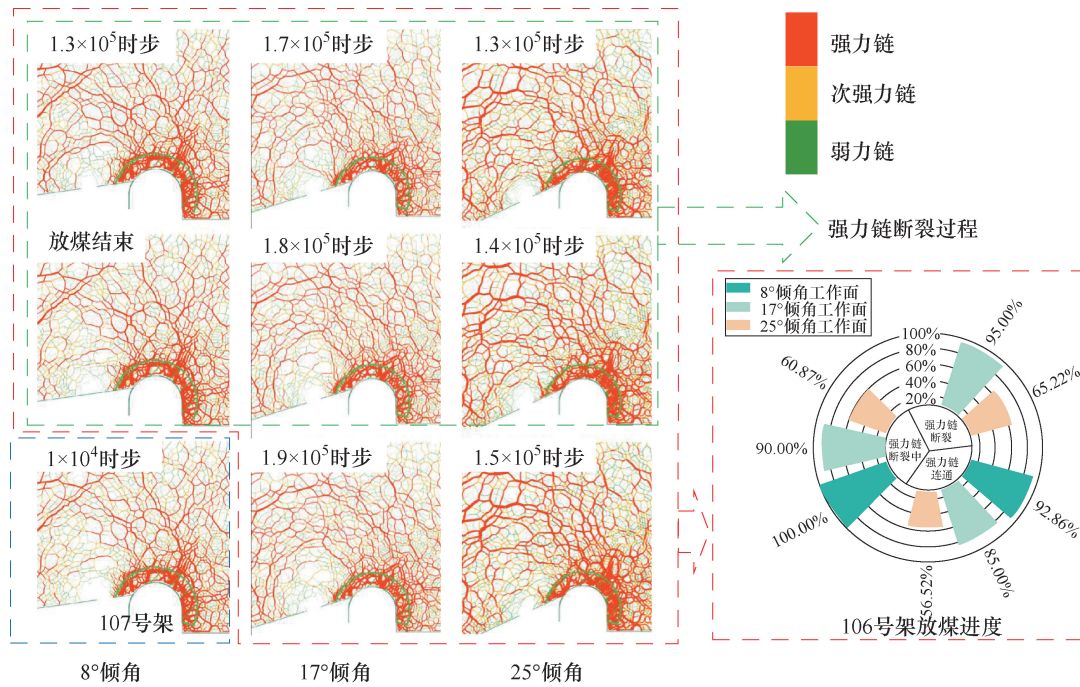 1.3×10⁵时步
1.7×10⁵时步
1.3×10⁵时步
放煤结束
1.8×10⁵时步
1.4×10⁵时步
1×10⁴时步
1.9×10⁵时步
1.5×10⁵时步
107号架
8°倾角
17°倾角
25°倾角
强力链
次强力链
弱力链
强力链断裂过程
8°倾角工作面
17°倾角工作面
25°倾角工作面
100%
80%
60%
40%
20%
95.00%
65.22%
92.86%
85.00%
56.52%
100.00%
90.00%
60.87%
强力链
断裂
强力链
断裂中
强力链
连通
106号架放煤进度